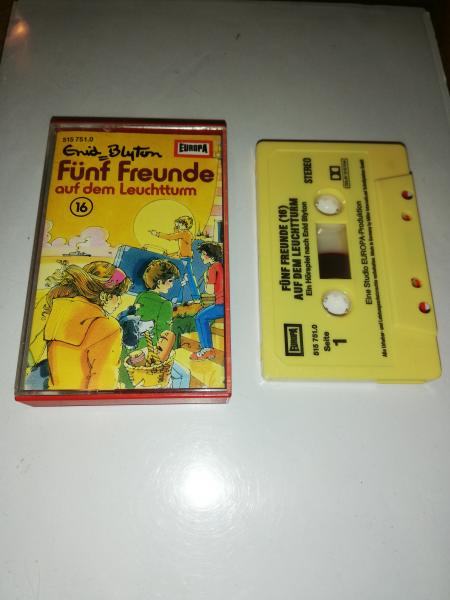 515 751.0
EUROPA
Enid Blyton
Fünf Freunde
auf dem Leuchtturm
16
STEREO
FÜNF FREUNDE (16)
AUF DEM LEUCHTTURM
Ein Hörspiel nach Enid Blyton
EUROPA
515 751.0
Seite
1
Eine Studio EUROPA-Produktion